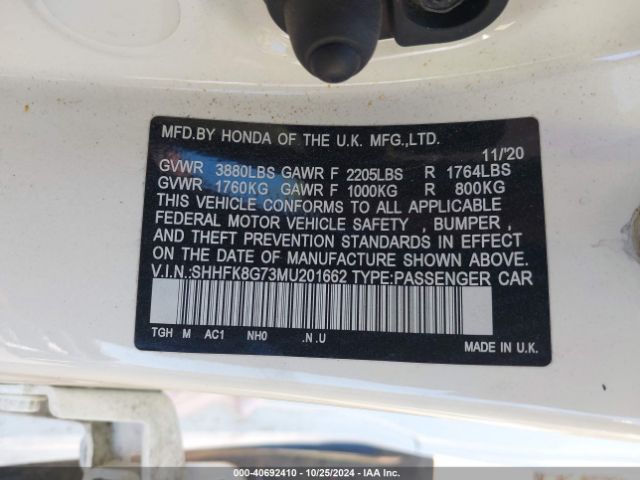 MFD.BY HONDA OF THE U.K. MFG.,LTD.
11/'20
GVWR 3880LBS GAWR F 2205LBS R 1764LBS
GVWR 1760KG GAWR F 1000KG R 800KG
THIS VEHICLE CONFORMS TO ALL APPLICABLE
FEDERAL MOTOR VEHICLE SAFETY , BUMPER ,
AND THEFT PREVENTION STANDARDS IN EFFECT
ON THE DATE OF MANUFACTURE SHOWN ABOVE.
V.I.N.:SHHFK8G73MU201662 TYPE:PASSENGER CAR
TGH M AC1 NH0 .N.U
MADE IN U.K.
000-40692410 | 10/25/2024 | IAA Inc.